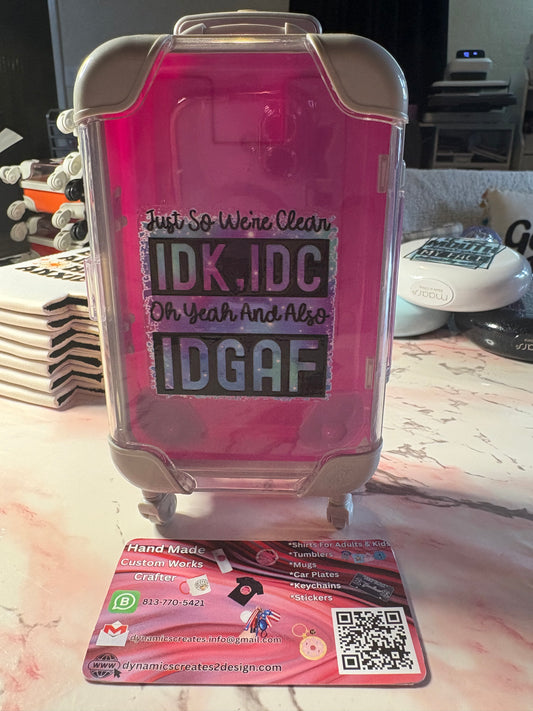 Just So We're Clear
IDK, IDC
Oh Yeah And Also
IDGAF
maars
Hand Made
Custom Works
Crafter
813-770-5421
dynamicscreates.info@gmail.com
www
dynamicscreates2design.com
*Shirts For Adults & Kids
*Tumblers
*Mugs
*Car Plates
*Keychains
*Stickers